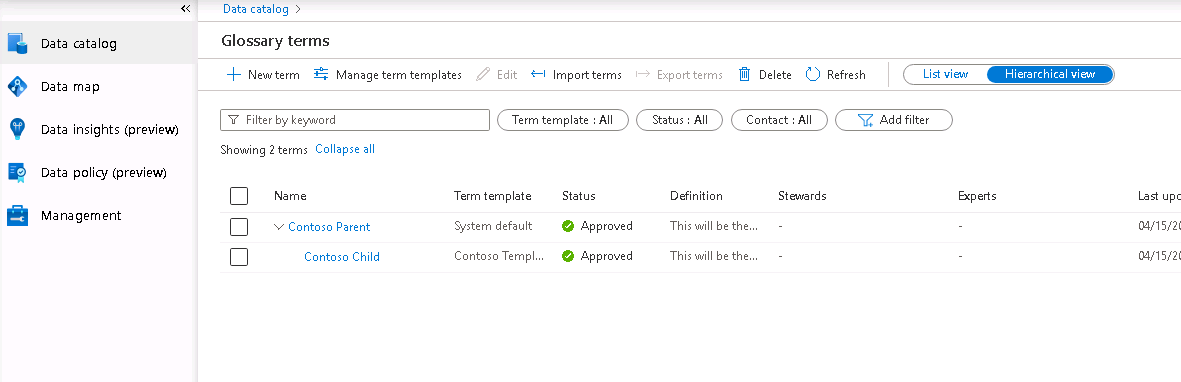 Data catalog
Data map
Data insights (preview)
Data policy (preview)
Management
Data catalog
Glossary terms
New term Manage term templates Edit Import terms Export terms Delete Refresh List view Hierarchical view
Filter by keyword Term template : All Status : All Contact : All Add filter
Showing 2 terms Collapse all
Name Term template Status Definition Stewards Experts Last upd
Contoso Parent System default Approved This will be the... - - 04/15/20
Contoso Child Contoso Templ... Approved This will be the... - - 04/15/20